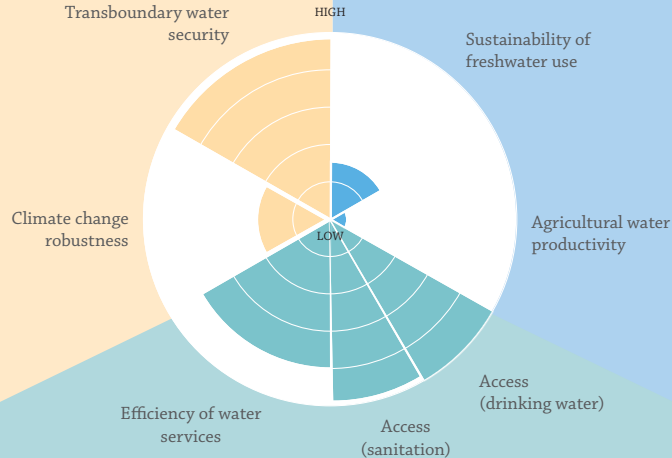 Transboundary water
security
HIGH
Sustainability of
freshwater use
Climate change
robustness
LOW
Agricultural water
productivity
Efficiency of water
services
Access
(sanitation)
Access
(drinking water)